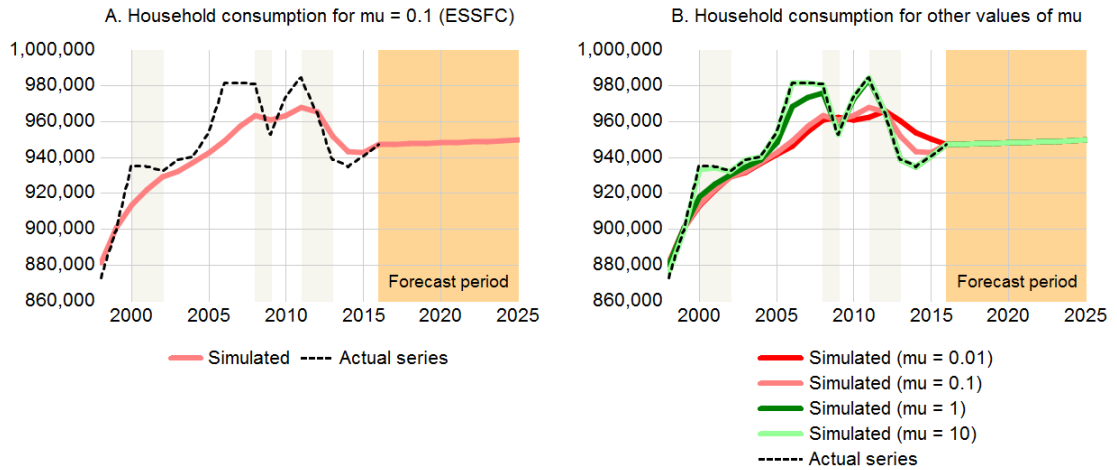 A. Household consumption for mu = 0.1 (ESSFC)
1,000,000
980,000
960,000
940,000
920,000
900,000
880,000
860,000
Forecast period
2000 2005 2010 2015 2020 2025
Simulated Actual series
B. Household consumption for other values of mu
1,000,000
980,000
960,000
940,000
920,000
900,000
880,000
860,000
Forecast period
2000 2005 2010 2015 2020 2025
Simulated (mu = 0.01)
Simulated (mu = 0.1)
Simulated (mu = 1)
Simulated (mu = 10)
Actual series